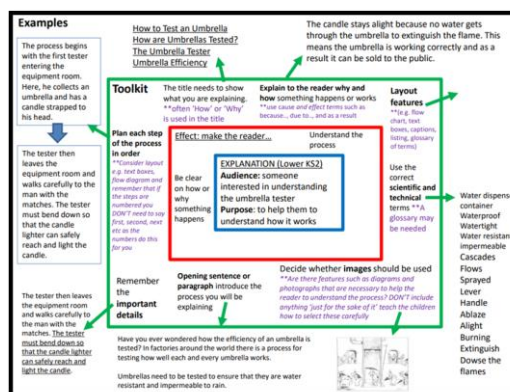 Examples
The process begins
with the first tester
entering the
equipment room.
Here, he collects an
umbrella and has a
candle strapped to
his head.
The tester then
leaves the
equipment room and
walks carefully to
the man with the
matches. The tester
must bend down so
that the candle
lighter can safely
reach and light the
candle.
The tester then leaves
the equipment room and
walks carefully to the
man with the matches.
The tester must bend
down so that the candle
lighter can safely reach
and light the candle.
How to Test an Umbrella
How are Umbrellas Tested?
The Umbrella Tester
Umbrella Efficiency
The candle stays alight because no water gets
through the umbrella to extinguish the flame. This
means the umbrella is working correctly and as a
result it can be sold to the public.
Toolkit
The title needs to show
what you are explaining.
**often 'How' or 'Why'
is used in the title
Explain to the reader why and
how something happens or works
**use cause and effect terms such as
because..., due to..., and as a result
Layout
features **
**(e.g. flow
chart, text
boxes, captions,
listing, glossary
of terms)
Plan each step
of the process
in order
**Consider layout
e.g. text boxes,
flow diagram and
remember that if
the steps are
numbered you
DON'T need to say
first, second, next
etc as the numbers
do this for you
Effect: make the reader...
Understand the
process
Be clear on
how or why
something
happens
EXPLANATION (Lower KS2)
Audience: someone
interested in understanding
the umbrella tester
Purpose: to help them to
understand how it works
Use the
correct
scientific and
technical
terms **A
glossary may
be needed
Remember
the
important
details
Opening sentence or
paragraph introduce the
process you will be
explaining
Decide whether images should be used
**Are there features such as diagrams and
photographs that are necessary to help the
reader to understand the process? DON'T include
anything 'just for the sake of it' teach the children
how to select these carefully
Have you ever wondered how the efficiency of an umbrella is
tested? In factories around the world there is a process for
testing how well each and every umbrella works.
Umbrellas need to be tested to ensure that they are water
resistant and impermeable to rain.
Water dispense
container
Waterproof
Watertight
Water resistan
impermeable
Cascades
Flows
Sprayed
Lever
Handle
Ablaze
Alight
Burning
Extinguish
Dowse the
flames